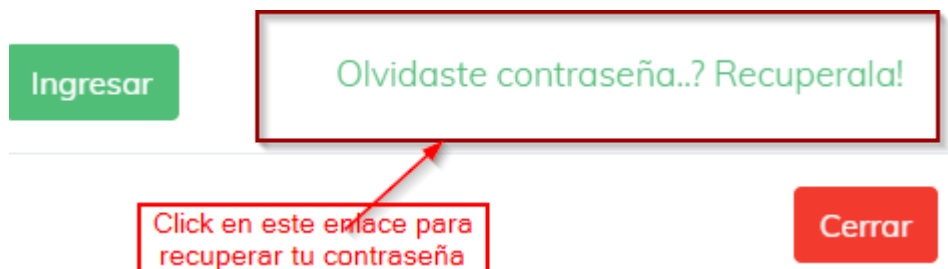 Ingresar
Olvidaste contraseña..? Recuperala!
Click en este enlace para
recuperar tu contraseña
Cerrar